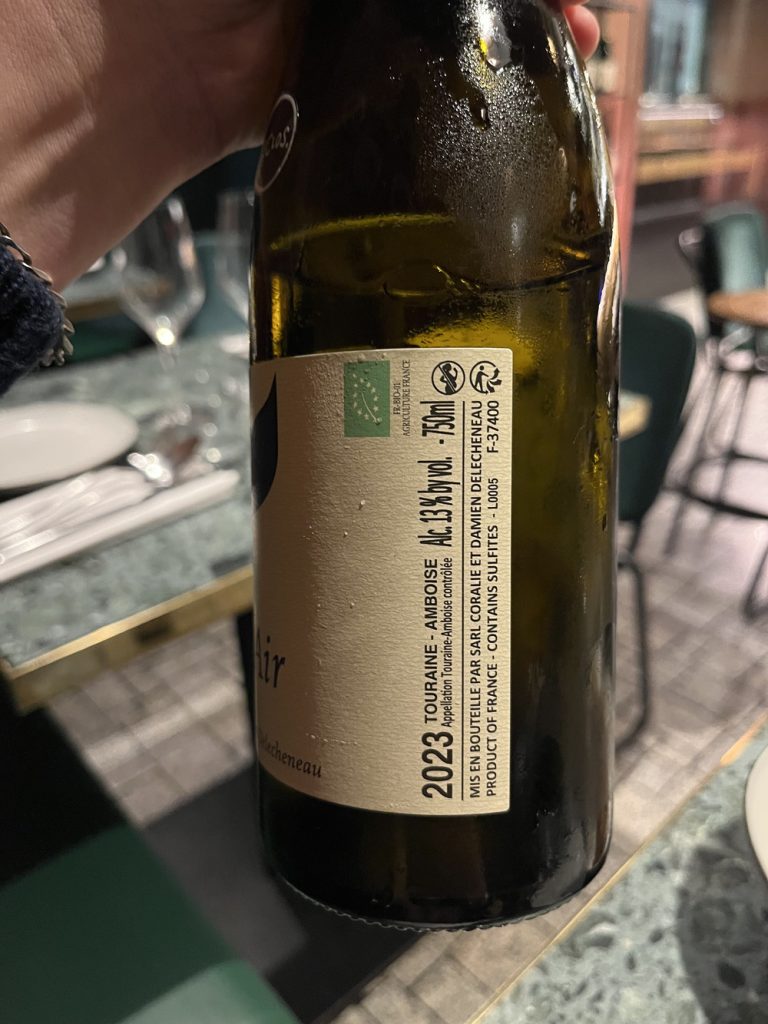 Air
Delecheneau
FR-BIO-01
AGRICULTURE FRANCE
2023 TOURAINE - AMBOISE Alc. 13 % by vol. - 750ml
Appellation Touraine-Amboise contrôlée
MIS EN BOUTEILLE PAR SARL CORALIE ET DAMIEN DELECHENEAU
PRODUCT OF FRANCE - CONTAINS SULFITES - L0005 F-37400